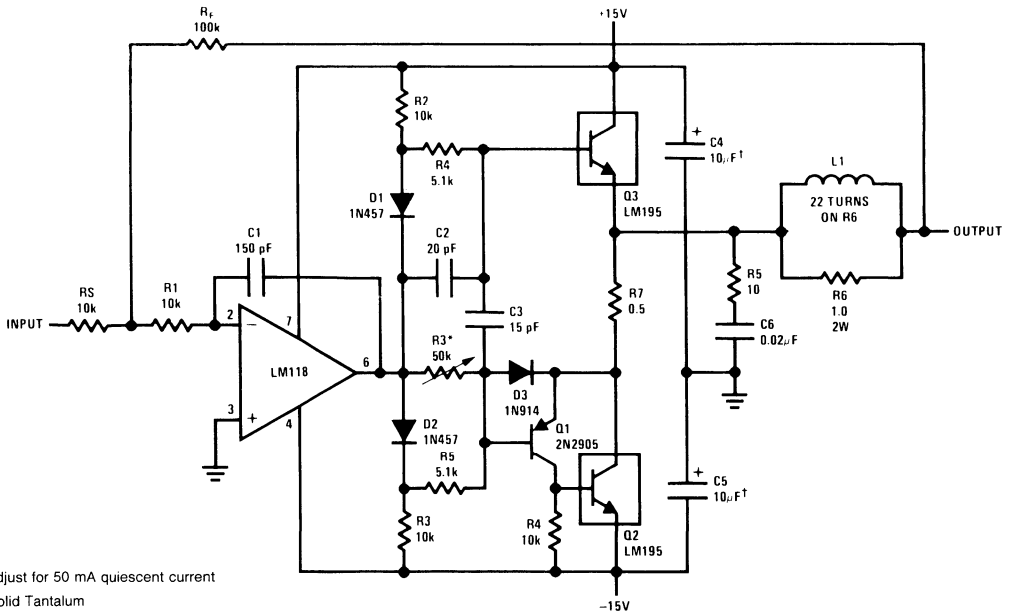 RF
100k
+15V
R2
10k
R4
5.1k
D1
1N457
Q3
LM195
+
C4
10μF†
L1
22 TURNS
ON R6
OUTPUT
C1
150 pF
C2
20 pF
RS
10k
R1
10k
R7
0.5
R5
10
R6
1.0
2W
INPUT
2
−
7
C3
15 pF
C6
0.02μF
R3*
50k
LM118
6
3
+
4
D3
1N914
D2
1N457
Q1
2N2905
R5
5.1k
+
C5
10μF†
R3
10k
R4
10k
Q2
LM195
djust for 50 mA quiescent current
olid Tantalum
−15V